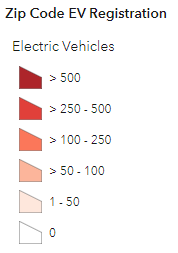 Zip Code EV Registration
Electric Vehicles
> 500
> 250 - 500
> 100 - 250
> 50 - 100
1 - 50
0